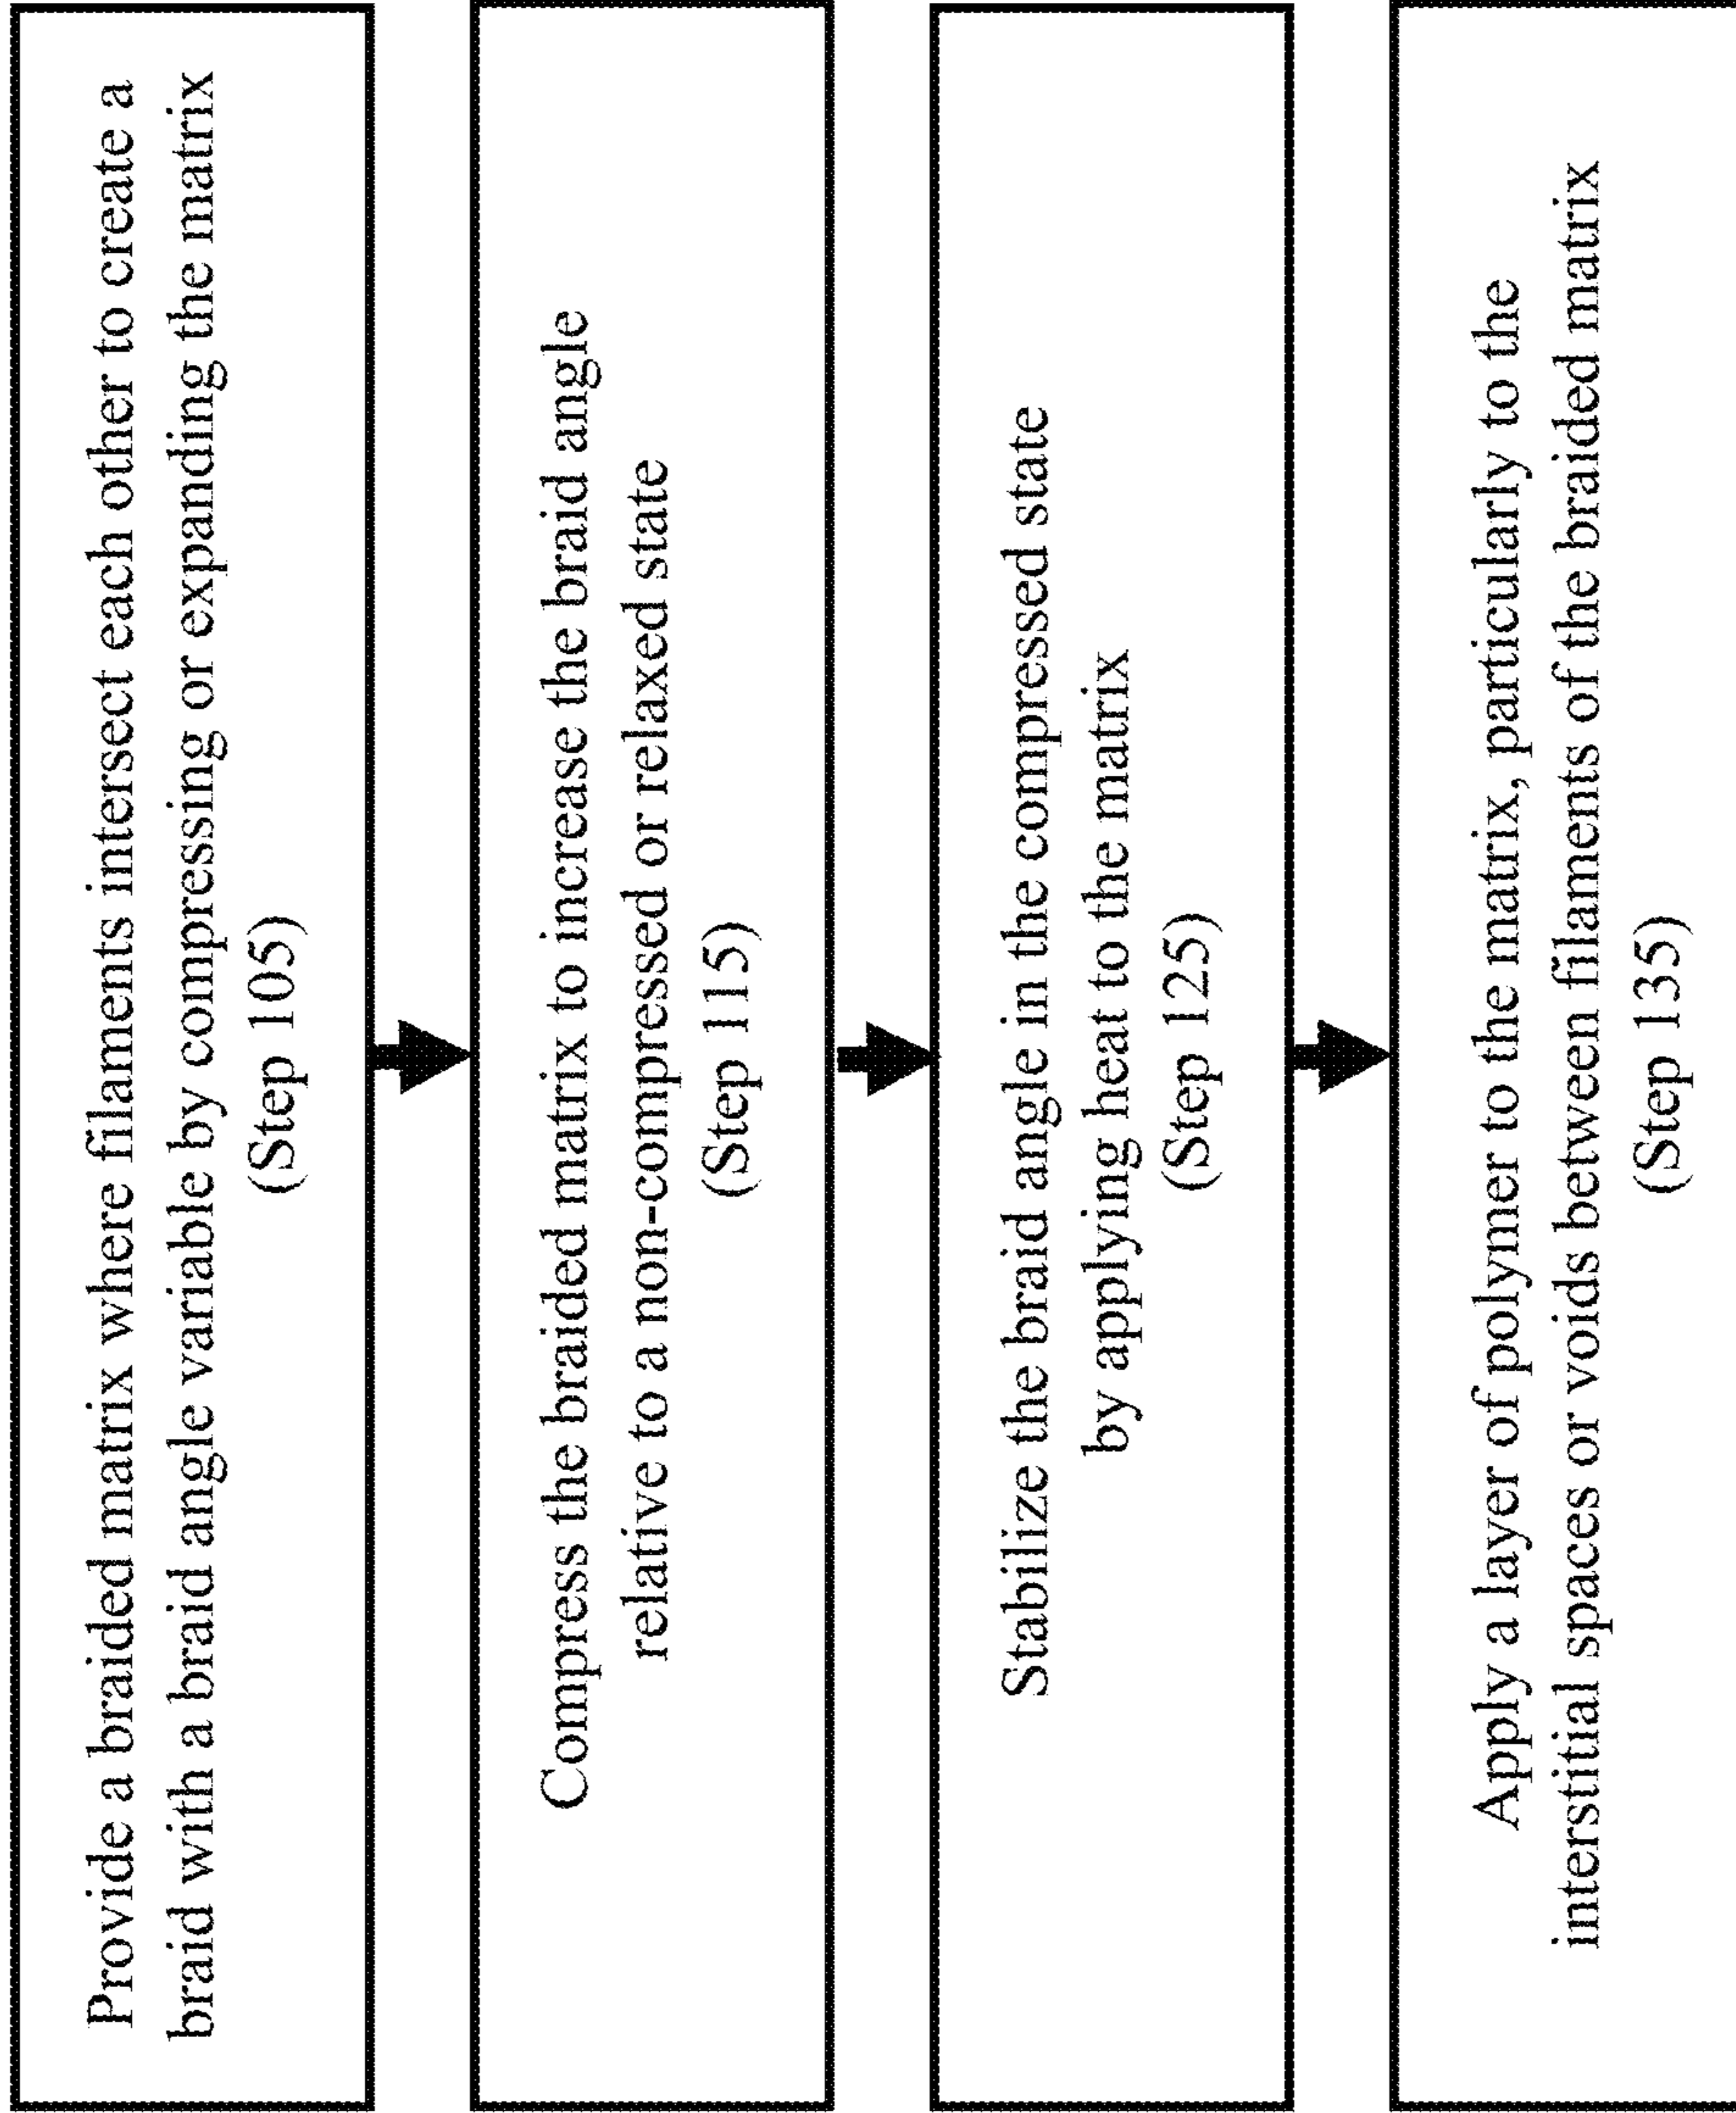 Provide a braided matrix where filaments intersect each other to create a
braid with a braid angle variable by compressing or expanding the matrix
(Step 105)
Compress the braided matrix to increase the braid angle
relative to a non-compressed or relaxed state
(Step 115)
Stabilize the braid angle in the compressed state
by applying heat to the matrix
(Step 125)
Apply a layer of polymer to the matrix, particularly to the
interstitial spaces or voids between filaments of the braided matrix
(Step 135)